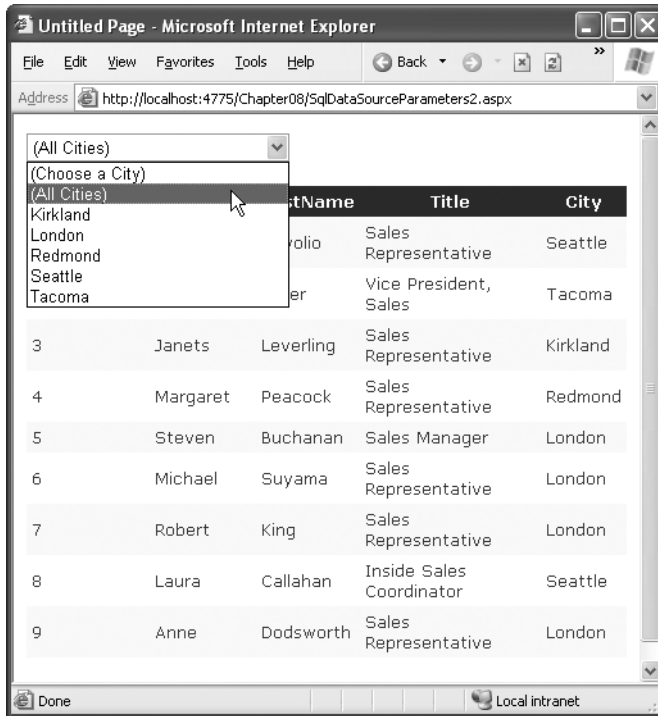 Untitled Page - Microsoft Internet Explorer
File Edit View Favorites Tools Help Back »
Address http://localhost:4775/Chapter08/SqlDataSourceParameters2.aspx
(All Cities)
(Choose a City)
(All Cities)
Kirkland
London
Redmond
Seattle
Tacoma
stName Title City
volio Sales Representative Seattle
er Vice President, Sales Tacoma
3 Janets Leverling Sales Representative Kirkland
4 Margaret Peacock Sales Representative Redmond
5 Steven Buchanan Sales Manager London
6 Michael Suyama Sales Representative London
7 Robert King Sales Representative London
8 Laura Callahan Inside Sales Coordinator Seattle
9 Anne Dodsworth Sales Representative London
Done Local intranet